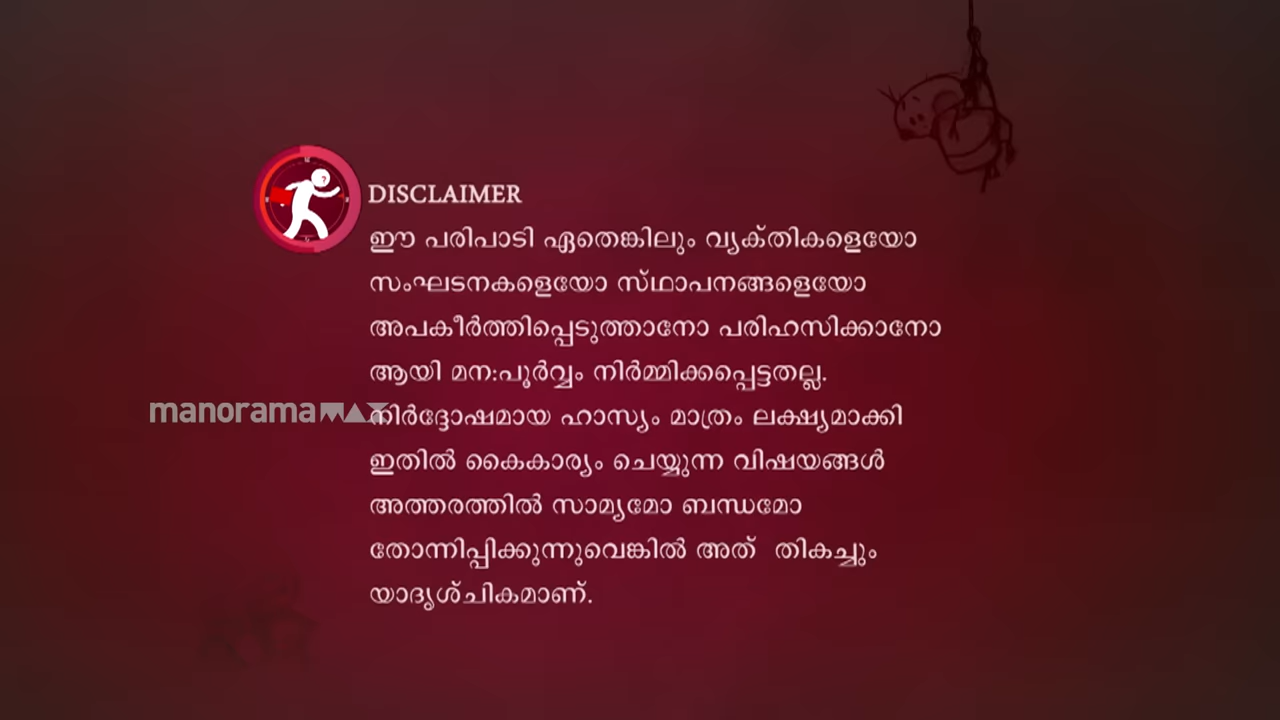 DISCLAIMER
ഈ പരിപാടി ഏതെങ്കിലും വ്യക്തികളെയോ
സംഘടനകളെയോ സ്ഥാപനങ്ങളെയോ
അപകീർത്തിപ്പെടുത്താനോ പരിഹസിക്കാനോ
ആയി മന:പൂർവ്വം നിർമ്മിക്കപ്പെട്ടതല്ല.
manoramaMAX
നിർദ്ദോഷമായ ഹാസ്യം മാത്രം ലക്ഷ്യമാക്കി
ഇതിൽ കൈകാര്യം ചെയ്യുന്ന വിഷയങ്ങൾ
അത്തരത്തിൽ സാമ്യമോ ബന്ധമോ
തോന്നിപ്പിക്കുന്നുവെങ്കിൽ അത് തികച്ചും
യാദൃശ്ചികമാണ്.